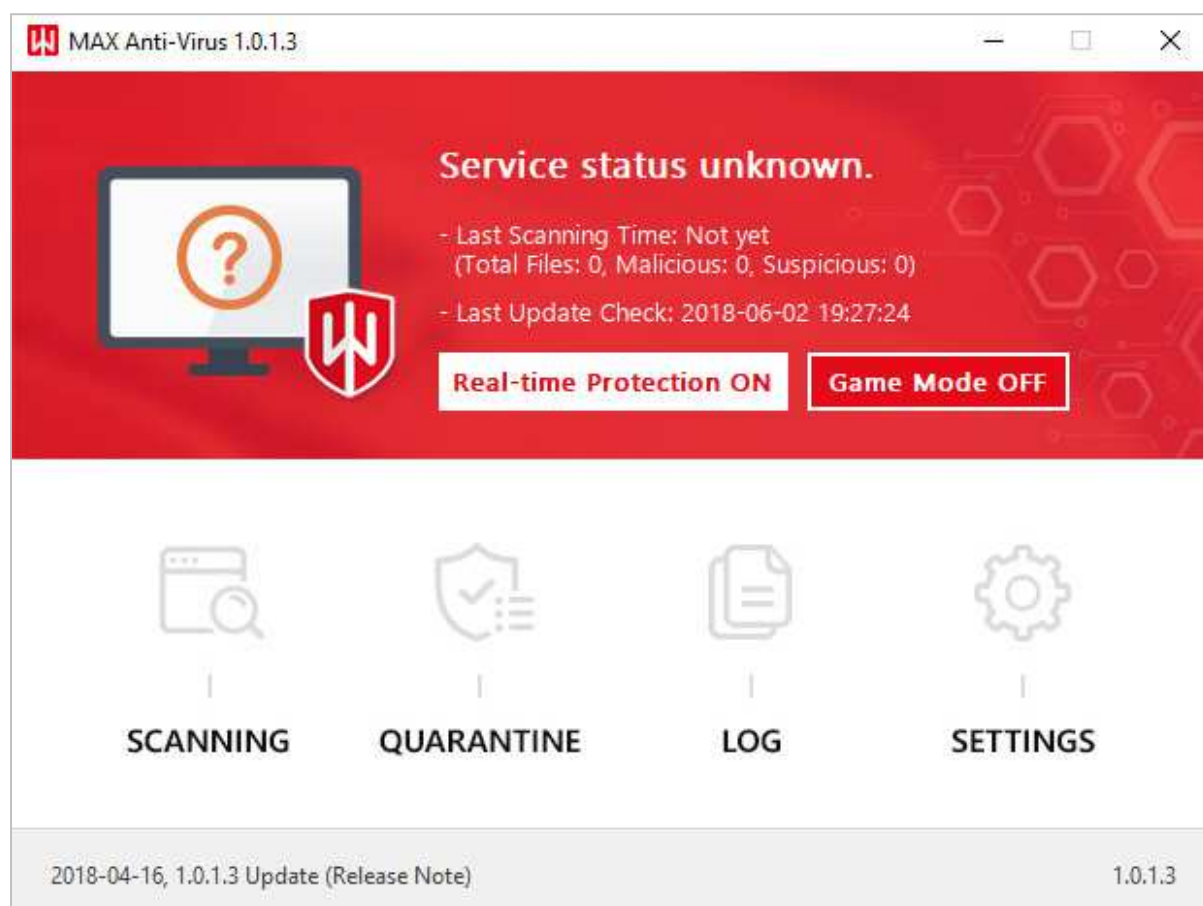 MAX Anti-Virus 1.0.1.3
Service status unknown.
- Last Scanning Time: Not yet
(Total Files: 0, Malicious: 0, Suspicious: 0)
- Last Update Check: 2018-06-02 19:27:24
Real-time Protection ON
Game Mode OFF
SCANNING
QUARANTINE
LOG
SETTINGS
2018-04-16, 1.0.1.3 Update (Release Note)
1.0.1.3